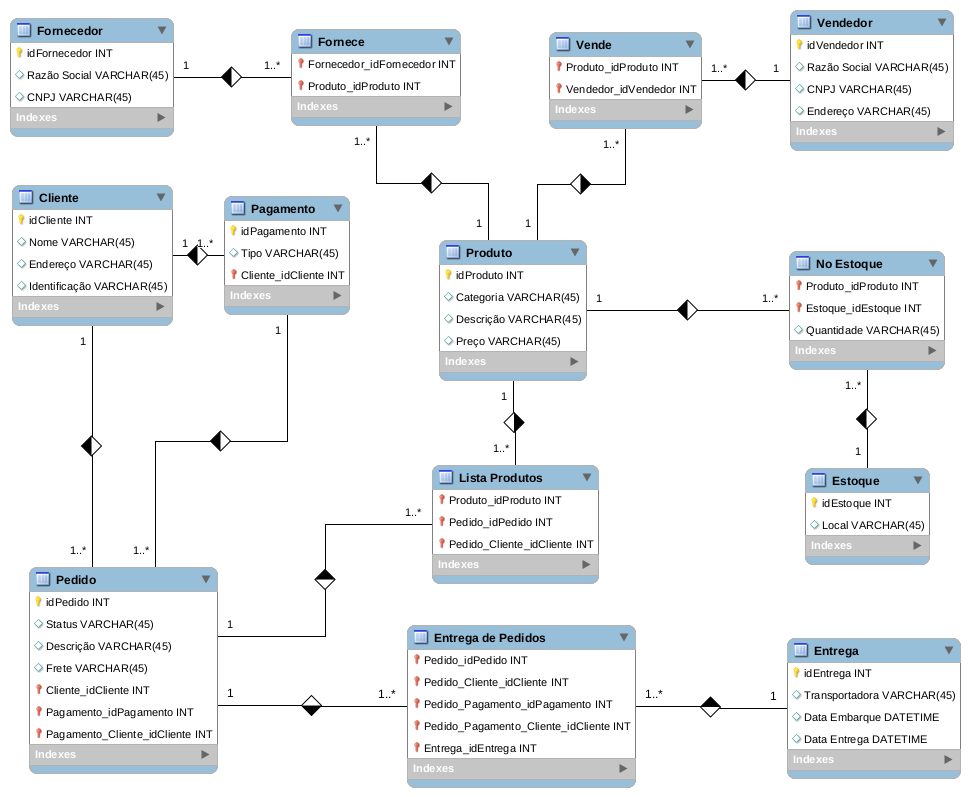 Fornecedor
idFornecedor INT
Razão Social VARCHAR(45)
CNPJ VARCHAR(45)
Indexes
1
1..*
Fornece
Fornecedor_idFornecedor INT
Produto_idProduto INT
Indexes
Vende
Produto_idProduto INT
Vendedor_idVendedor INT
Indexes
1..*
1
Vendedor
idVendedor INT
Razão Social VARCHAR(45)
CNPJ VARCHAR(45)
Endereço VARCHAR(45)
Indexes
1..*
1
1..*
1
Cliente
idCliente INT
Nome VARCHAR(45)
Endereço VARCHAR(45)
Identificação VARCHAR(45)
Indexes
1
1..*
Pagamento
idPagamento INT
Tipo VARCHAR(45)
Cliente_idCliente INT
Indexes
Produto
idProduto INT
Categoria VARCHAR(45)
Descrição VARCHAR(45)
Preço VARCHAR(45)
Indexes
1
1..*
No Estoque
Produto_idProduto INT
Estoque_idEstoque INT
Quantidade VARCHAR(45)
Indexes
1..*
1
Estoque
idEstoque INT
Local VARCHAR(45)
Indexes
1
1..*
1
1..*
1
1..*
Lista Produtos
Produto_idProduto INT
Pedido_idPedido INT
Pedido_Cliente_idCliente INT
Indexes
1..*
1
Pedido
idPedido INT
Status VARCHAR(45)
Descrição VARCHAR(45)
Frete VARCHAR(45)
Cliente_idCliente INT
Pagamento_idPagamento INT
Pagamento_Cliente_idCliente INT
Indexes
1
1..*
Entrega de Pedidos
Pedido_idPedido INT
Pedido_Cliente_idCliente INT
Pedido_Pagamento_idPagamento INT
Pedido_Pagamento_Cliente_idCliente INT
Entrega_idEntrega INT
Indexes
1..*
1
Entrega
idEntrega INT
Transportadora VARCHAR(45)
Data Embarque DATETIME
Data Entrega DATETIME
Indexes